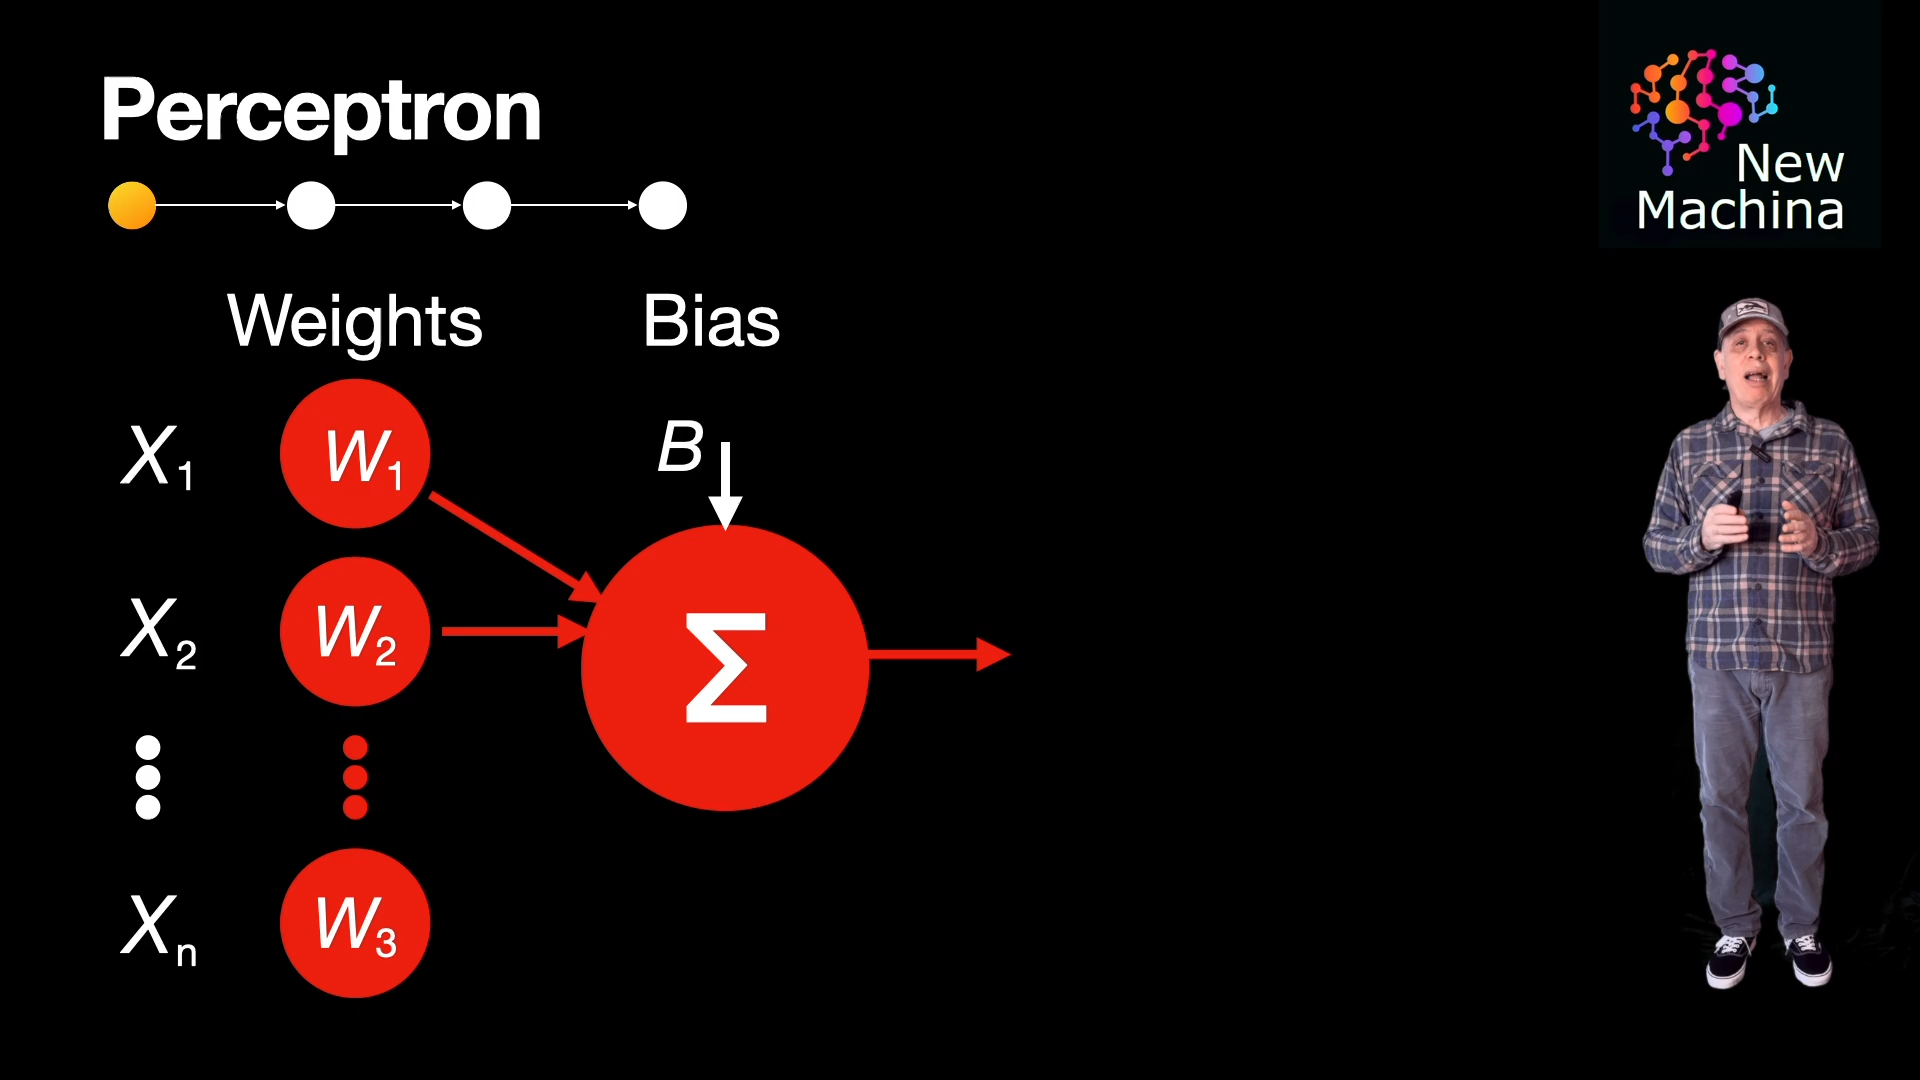 Perceptron
New
Machina
Weights
Bias
X1
W1
B
X2
W2
Σ
Xn
W3